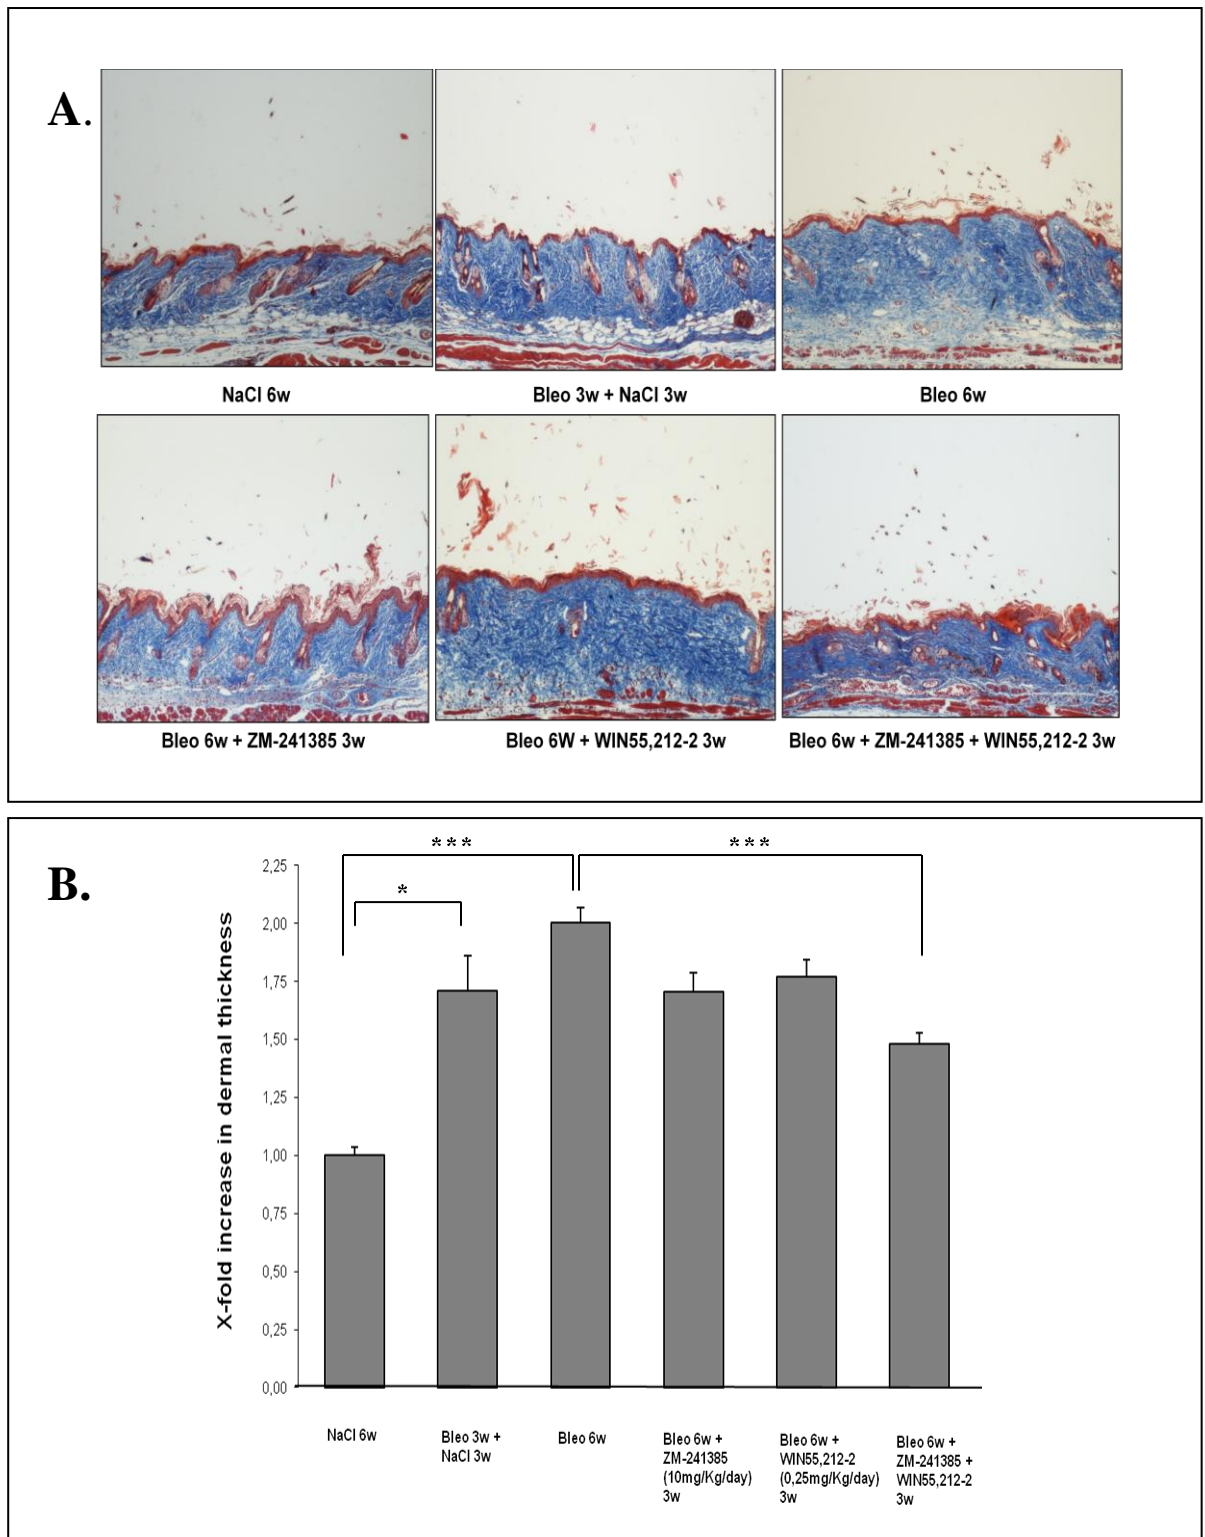 A.
NaCl 6w
Bleo 3w + NaCl 3w
Bleo 6w
Bleo 6w + ZM-241385 3w
Bleo 6W + WIN55,212-2 3w
Bleo 6w + ZM-241385 + WIN55,212-2 3w
B.
X-fold increase in dermal thickness
2,25
2,00
1,75
1,50
1,25
1,00
0,75
0,50
0,25
0,00
***
*
***
NaCl 6w
Bleo 3w +
NaCl 3w
Bleo 6w
Bleo 6w +
ZM-241385
(10mg/Kg/day)
3w
Bleo 6w +
WIN55,212-2
(0,25mg/Kg/day)
3w
Bleo 6w +
ZM-241385 +
WIN55,212-2
3w